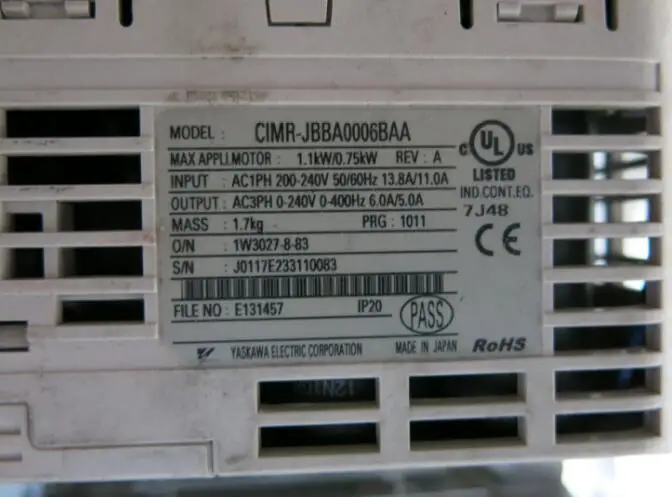 MODEL : CIMR-JBBA0006BAA
MAX APPLI.MOTOR : 1.1kW/0.75kW REV : A
INPUT : AC1PH 200-240V 50/60Hz 13.8A/11.0A
OUTPUT : AC3PH 0-240V 0-400Hz 6.0A/5.0A
MASS : 1.7kg PRG : 1011
O/N : 1W3027-8-83
S/N : J0117E233110083
FILE NO : E131457 IP20 PASS
YASKAWA ELECTRIC CORPORATION MADE IN JAPAN RoHS
C UL US
LISTED
IND.CONT.EQ.
7J48
CE